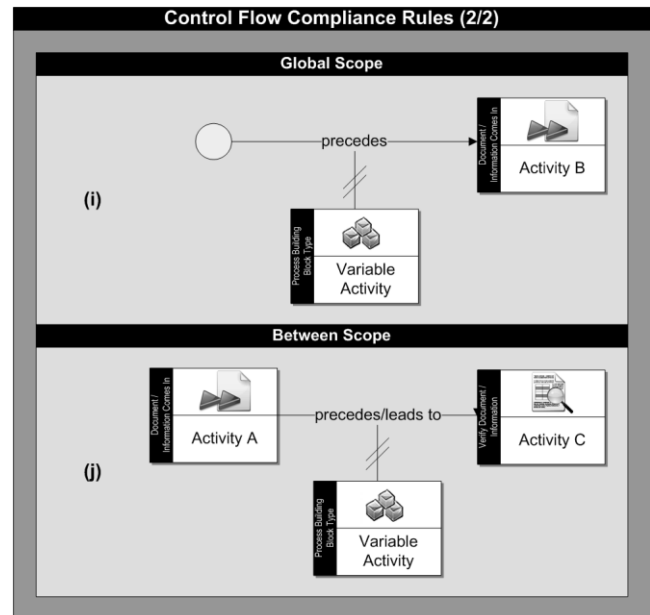 Control Flow Compliance Rules (2/2)
Global Scope
(i)
precedes
Document /
Information Comes In
Activity B
Process Building
Block Type
Variable
Activity
Between Scope
(j)
Document /
Information Comes In
Activity A
precedes/leads to
Verify Document /
Information
Activity C
Process Building
Block Type
Variable
Activity